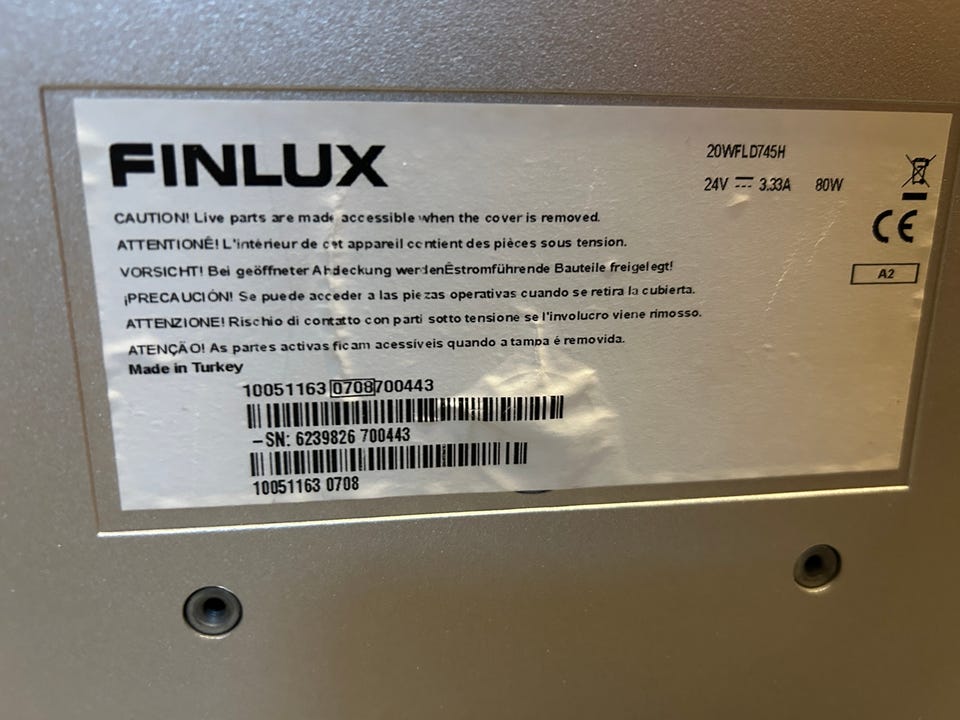 FINLUX
20WFLD745H
24V ⎓ 3.33A 80W
CE
A2
CAUTION! Live parts are made accessible when the cover is removed.
ATTENTIONÊ! L'intérieur de cet appareil contient des pièces sous tension.
VORSICHT! Bei geöffneter Abdeckung werdenÊstromführende Bauteile freigelegt!
¡PRECAUCIÓN! Se puede acceder a las piezas operativas cuando se retira la cubierta.
ATTENZIONE! Rischio di contatto con parti sotto tensione se l'involucro viene rimosso.
ATENÇÃO! As partes activas ficam acessíveis quando a tampa é removida.
Made in Turkey
10051163 0708 700443
-SN: 6239826 700443
10051163 0708